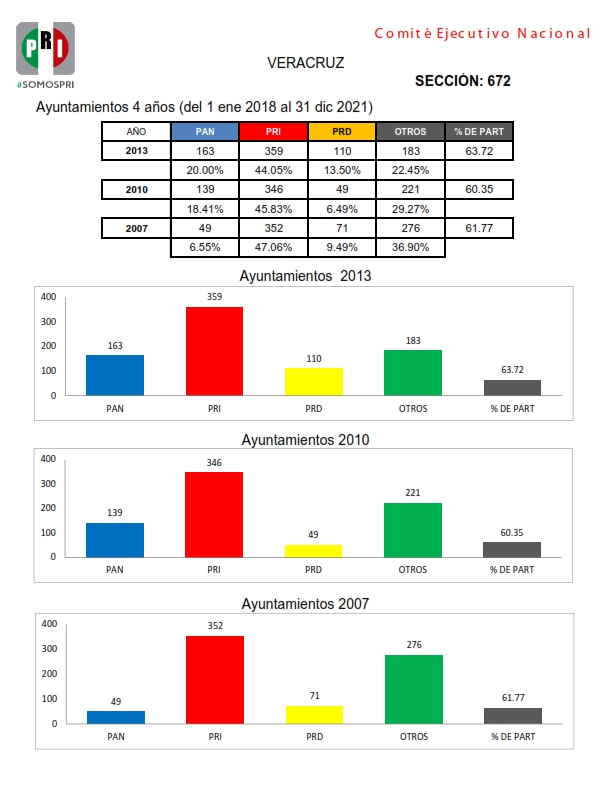 Comité Ejecutivo Nacional
PRI
#SOMOSPRI
VERACRUZ
SECCIÓN: 672
Ayuntamientos 4 años (del 1 ene 2018 al 31 dic 2021)
AÑO PAN PRI PRD OTROS % DE PART
2013 163 359 110 183 63.72
20.00% 44.05% 13.50% 22.45%
2010 139 346 49 221 60.35
18.41% 45.83% 6.49% 29.27%
2007 49 352 71 276 61.77
6.55% 47.06% 9.49% 36.90%
Ayuntamientos 2013
400
300
200
100
0
163 359 110 183 63.72
PAN PRI PRD OTROS % DE PART
Ayuntamientos 2010
400
300
200
100
0
139 346 49 221 60.35
PAN PRI PRD OTROS % DE PART
Ayuntamientos 2007
400
300
200
100
0
49 352 71 276 61.77
PAN PRI PRD OTROS % DE PART